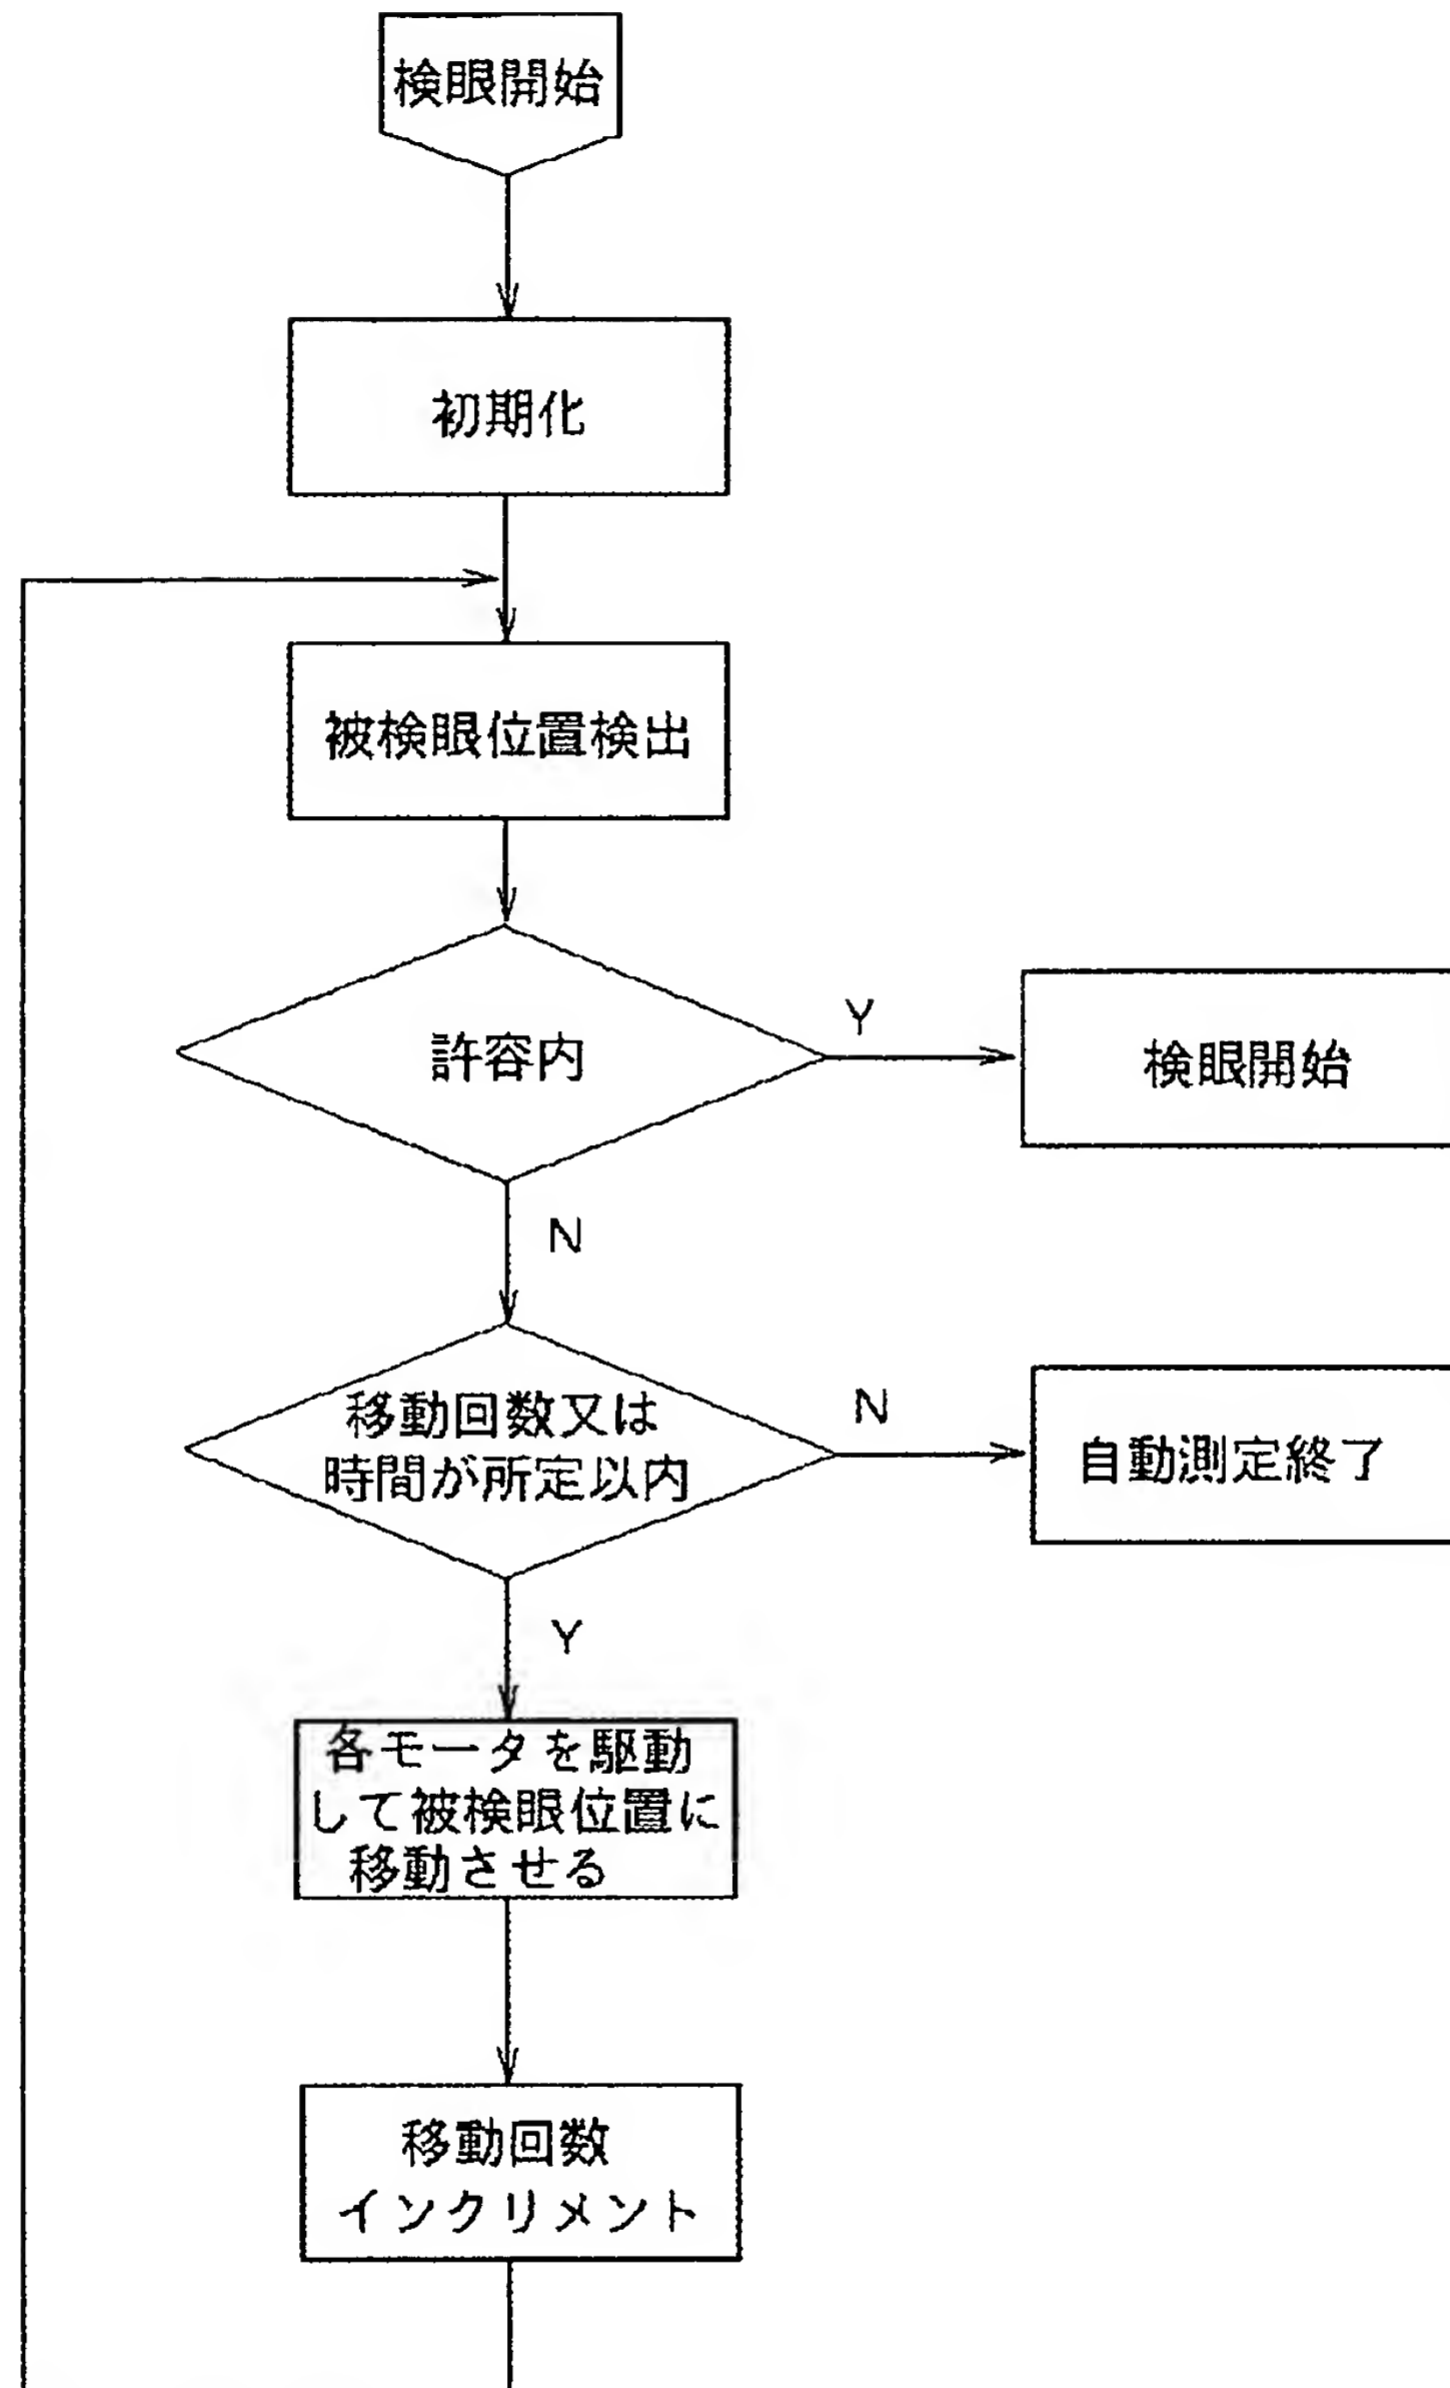 検眼開始
初期化
被検眼位置検出
許容内
Y
検眼開始
N
移動回数又は
時間が所定以内
N
自動測定終了
Y
各モータを駆動
して被検眼位置に
移動させる
移動回数
インクリメント